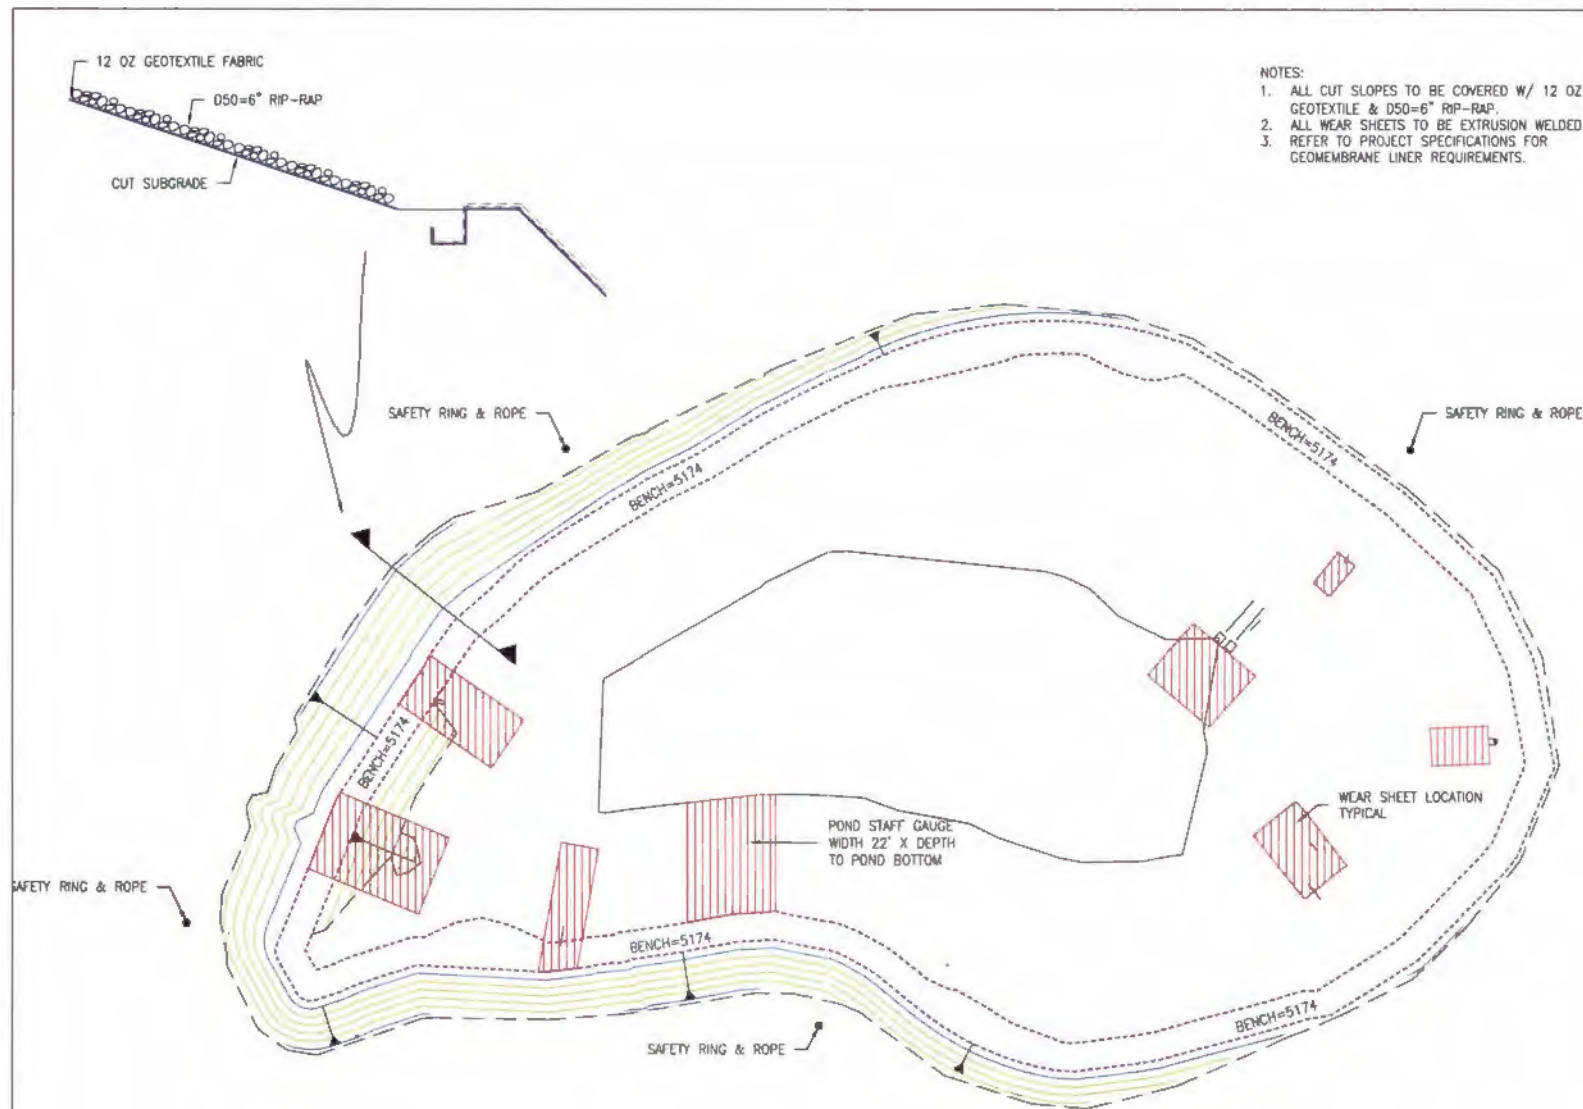 12 OZ GEOTEXTILE FABRIC
D50=6" RIP-RAP
CUT SUBGRADE
NOTES:
1. ALL CUT SLOPES TO BE COVERED W/ 12 OZ
GEOTEXTILE & D50=6" RIP-RAP.
2. ALL WEAR SHEETS TO BE EXTRUSION WELDED
3. REFER TO PROJECT SPECIFICATIONS FOR
GEOMEMBRANE LINER REQUIREMENTS.
SAFETY RING & ROPE
SAFETY RING & ROPE
BENCH=5174
BENCH=5174
BENCH=5174
WEAR SHEET LOCATION
TYPICAL
POND STAFF GAUGE
WIDTH 22' X DEPTH
TO POND BOTTOM
SAFETY RING & ROPE
BENCH=5174
BENCH=5174
SAFETY RING & ROPE